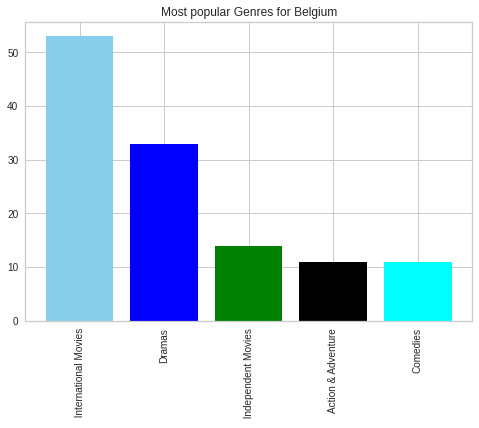 Most popular Genres for Belgium
50
40
30
20
10
0
International Movies
Dramas
Independent Movies
Action & Adventure
Comedies